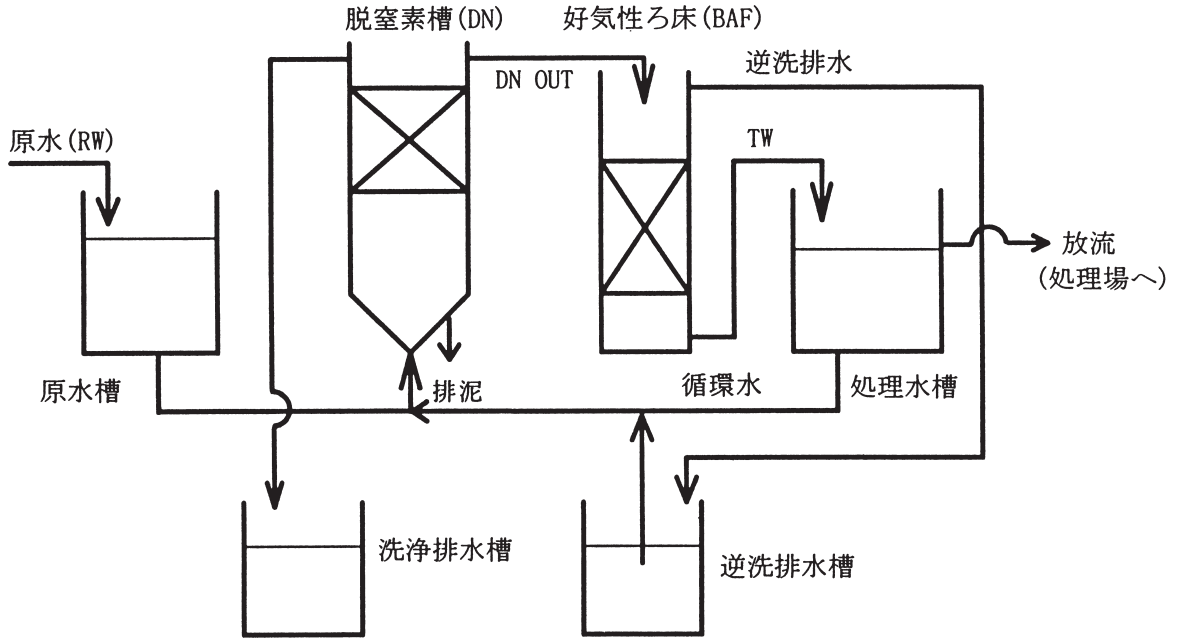 脱窒素槽(DN)
好気性ろ床(BAF)
逆洗排水
DN OUT
原水(RW)
TW
放流
(処理場へ)
原水槽
排泥
循環水
処理水槽
洗浄排水槽
逆洗排水槽